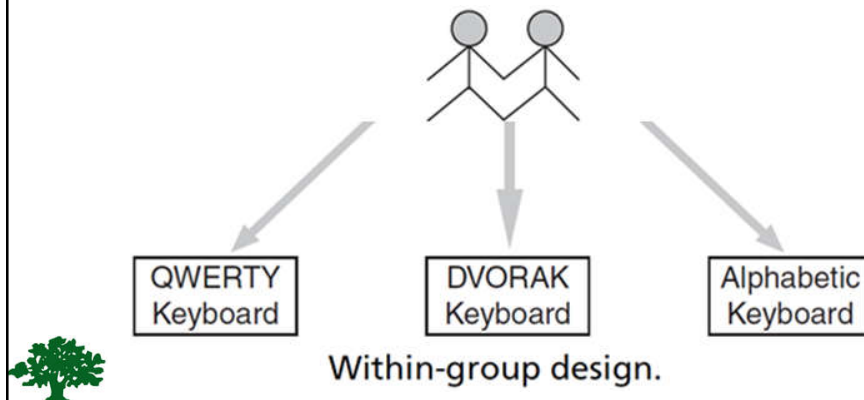 QWERTY
Keyboard
DVORAK
Keyboard
Alphabetic
Keyboard
Within-group design.